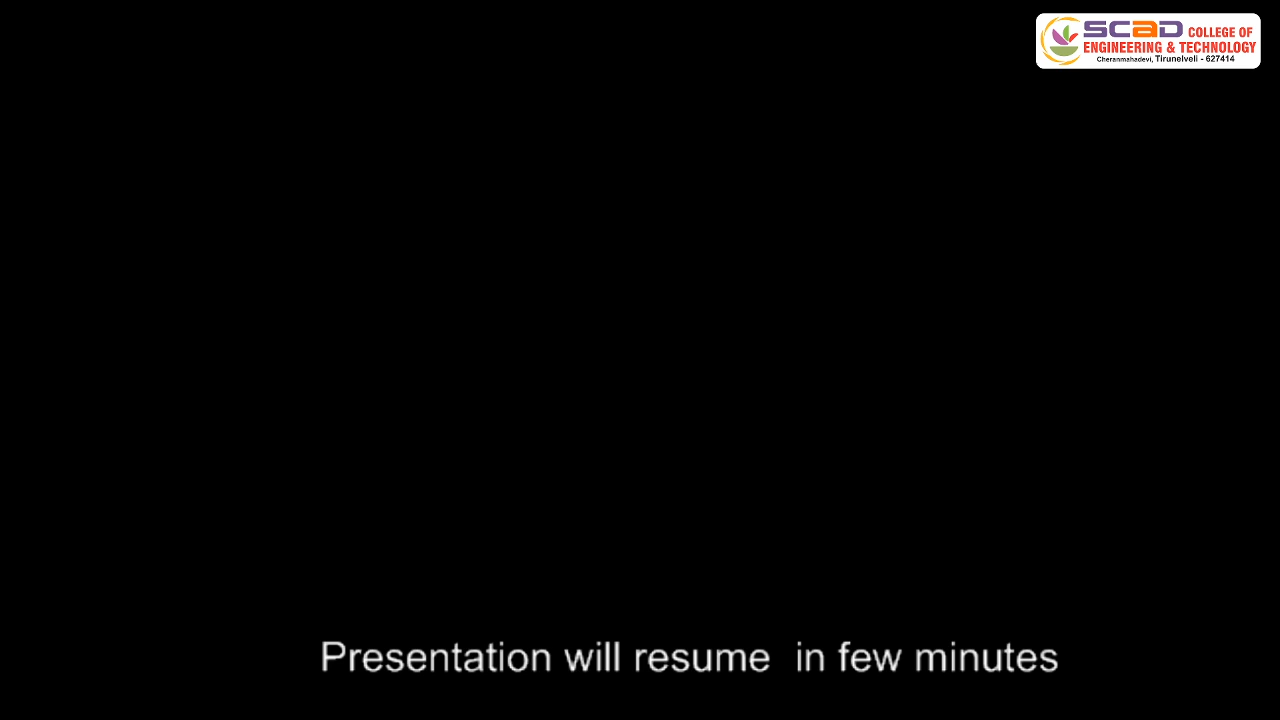 SCAD COLLEGE OF
ENGINEERING & TECHNOLOGY
Cheranmahadevi, Tirunelveli - 627414
Presentation will resume  in few minutes